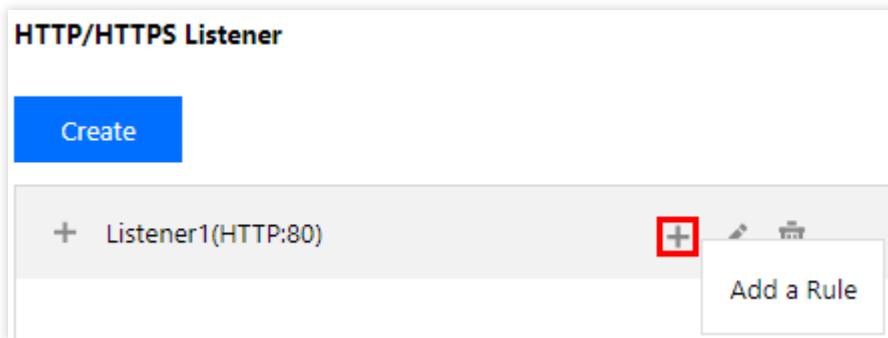 HTTP/HTTPS Listener
Create
Listener1(HTTP:80)
Add a Rule